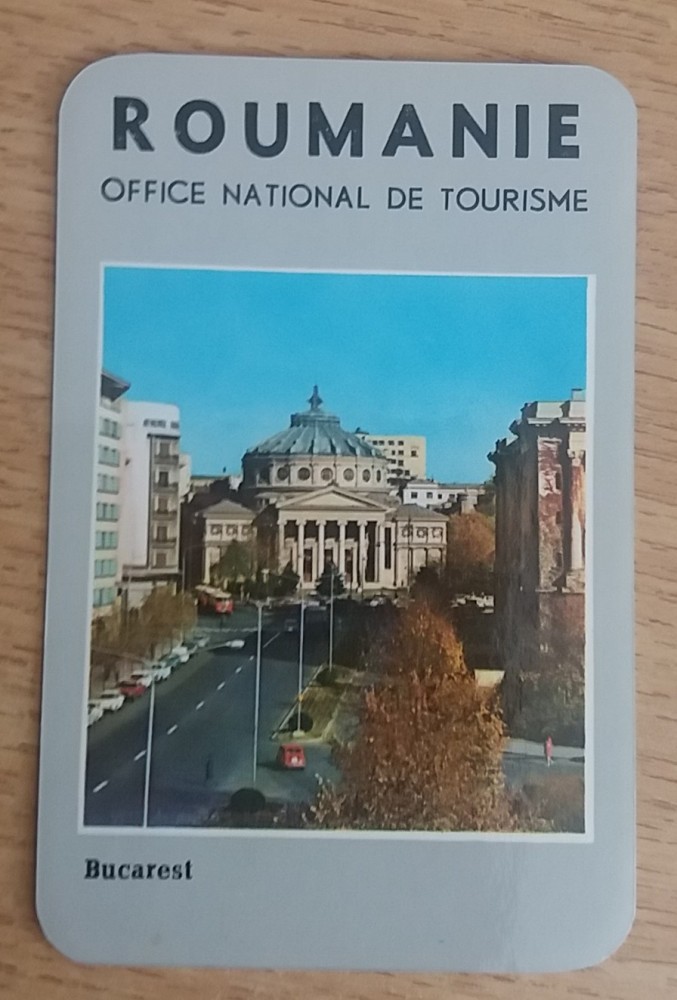 ROUMANIE
OFFICE NATIONAL DE TOURISME
Bucarest